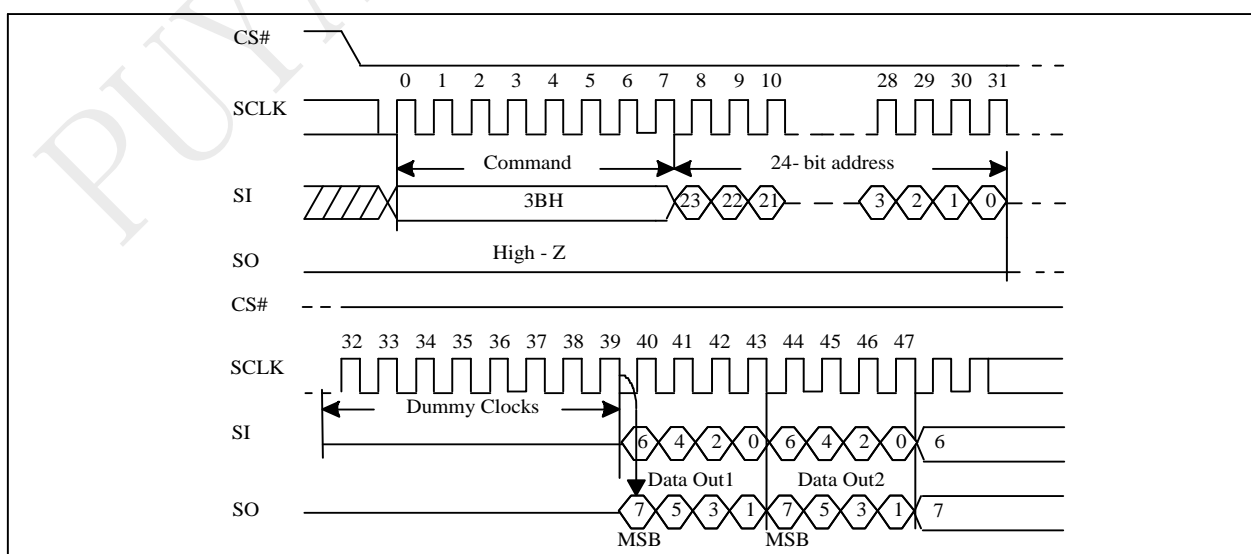 PUYA
CS#
0 1 2 3 4 5 6 7 8 9 10 28 29 30 31
SCLK
Command 24- bit address
SI 3BH 23 22 21 3 2 1 0
High - Z
SO
CS#
32 33 34 35 36 37 38 39 40 41 42 43 44 45 46 47
SCLK
Dummy Clocks
SI 6 4 2 0 6 4 2 0 6
Data Out1 Data Out2
SO 7 5 3 1 7 5 3 1 7
MSB MSB